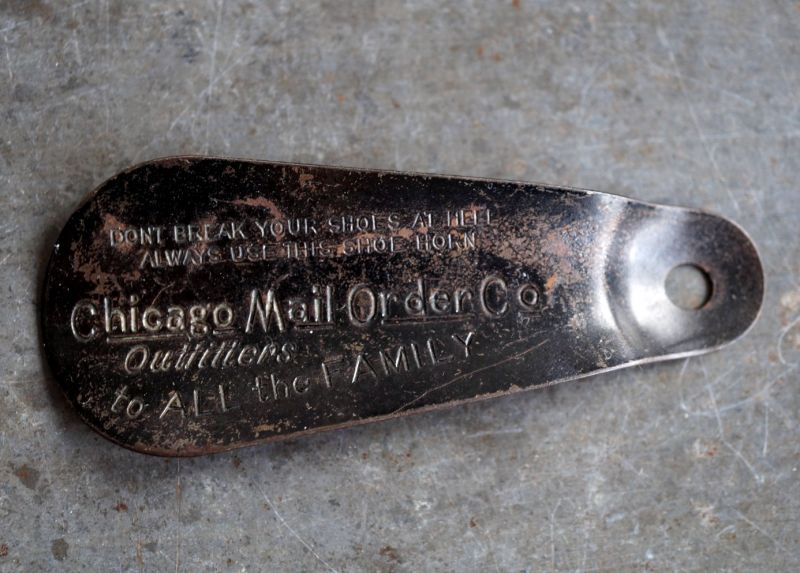 DONT BREAK YOUR SHOES AT HEEL
ALWAYS USE THIS SHOE HORN
Chicago Mail Order Co
Outfitters
to ALL the FAMILY